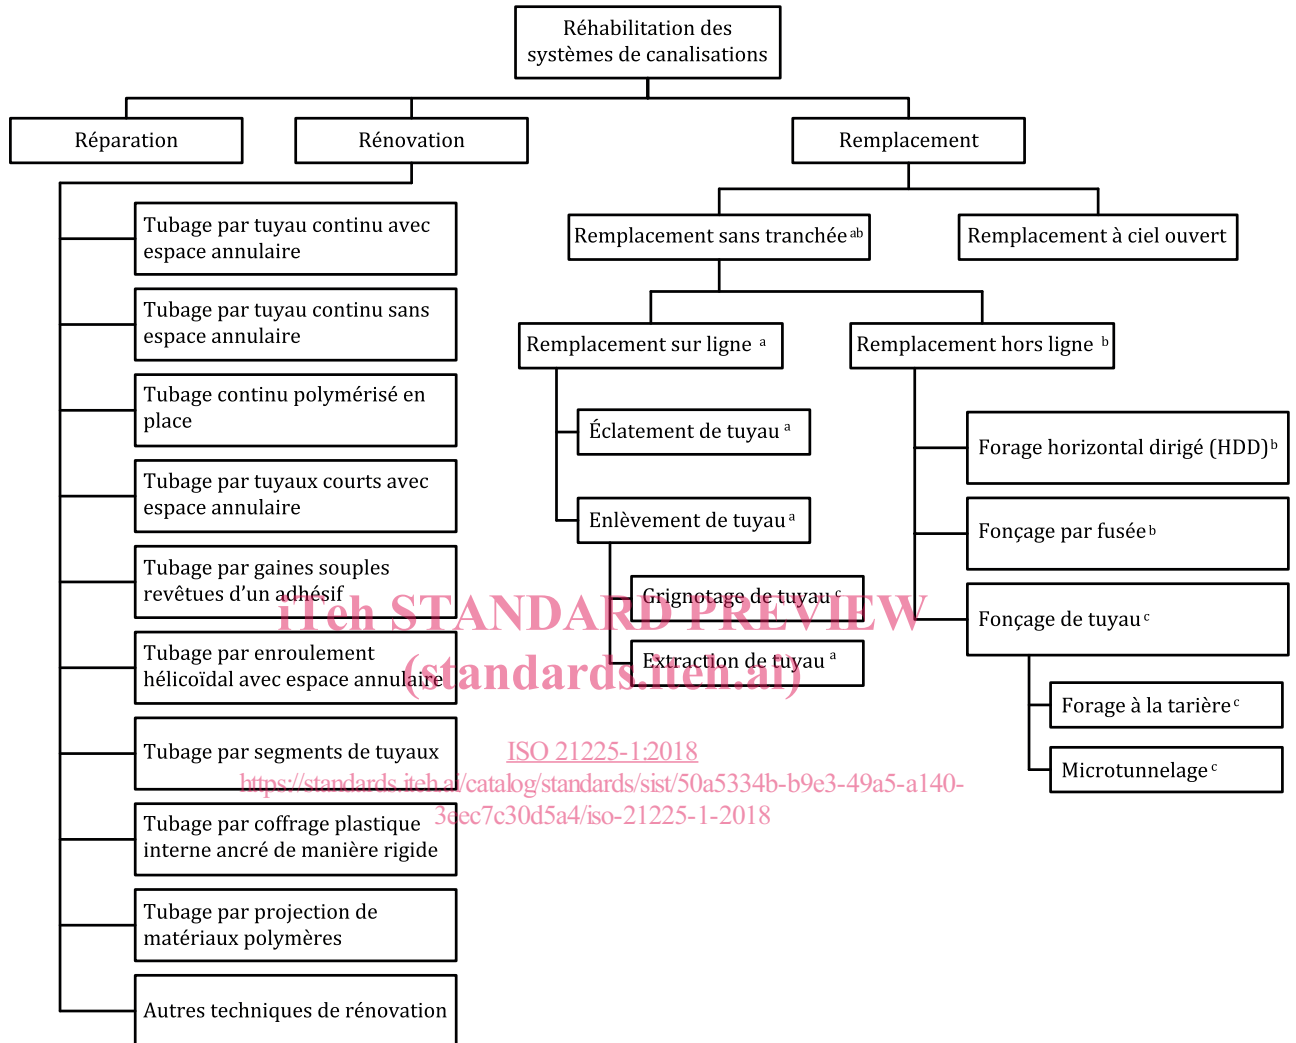 Réhabilitation des
systèmes de canalisations
Réparation
Rénovation
Remplacement
Tubage par tuyau continu avec
espace annulaire
Tubage par tuyau continu sans
espace annulaire
Tubage continu polymérisé en
place
Tubage par tuyaux courts avec
espace annulaire
Tubage par gaines souples
revêtues d’un adhésif
Tubage par enroulement
hélicoïdal avec espace annulaire
Tubage par segments de tuyaux
Tubage par coffrage plastique
interne ancré de manière rigide
Tubage par projection de
matériaux polymères
Autres techniques de rénovation
Remplacement sans tranchée ab
Remplacement à ciel ouvert
Remplacement sur ligne a
Remplacement hors ligne b
Éclatement de tuyau a
Enlèvement de tuyau a
Grignotage de tuyau c
Extraction de tuyau a
Forage horizontal dirigé (HDD) b
Fonçage par fusée b
Fonçage de tuyau c
Forage à la tarière c
Microtunnelage c
iTeh STANDARD PREVIEW
(standards.iteh.ai)
ISO 21225-1:2018
https://standards.iteh.ai/catalog/standards/sist/50a5334b-b9e3-49a5-a140-
3eec7c30d5a4/iso-21225-1-2018